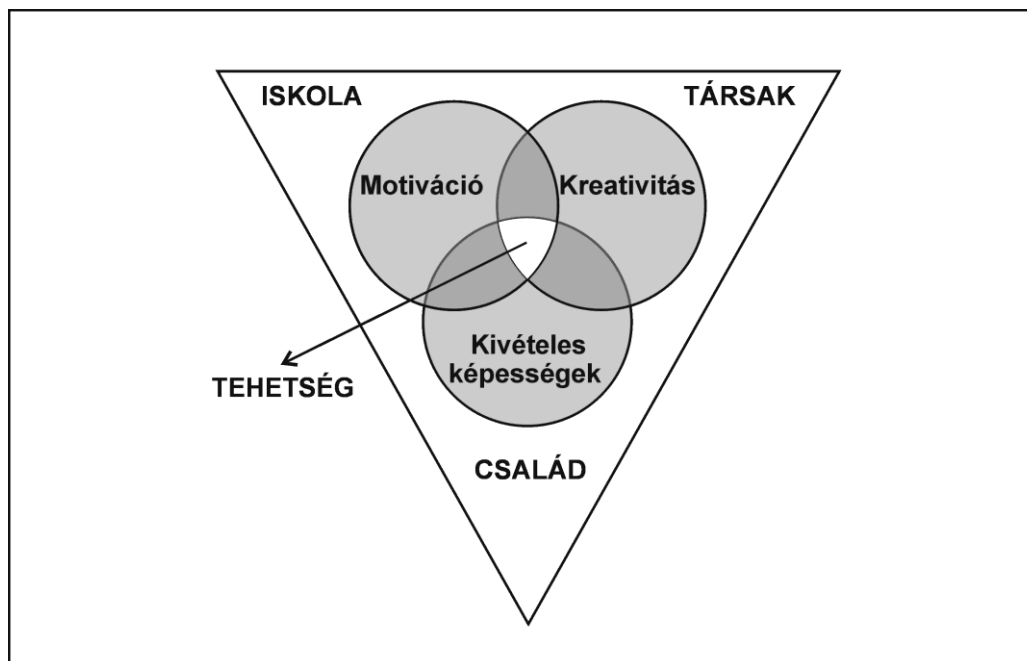 ISKOLA
TÁRSAK
Motiváció
Kreativitás
Kivételes
képességek
TEHETSÉG
CSALÁD